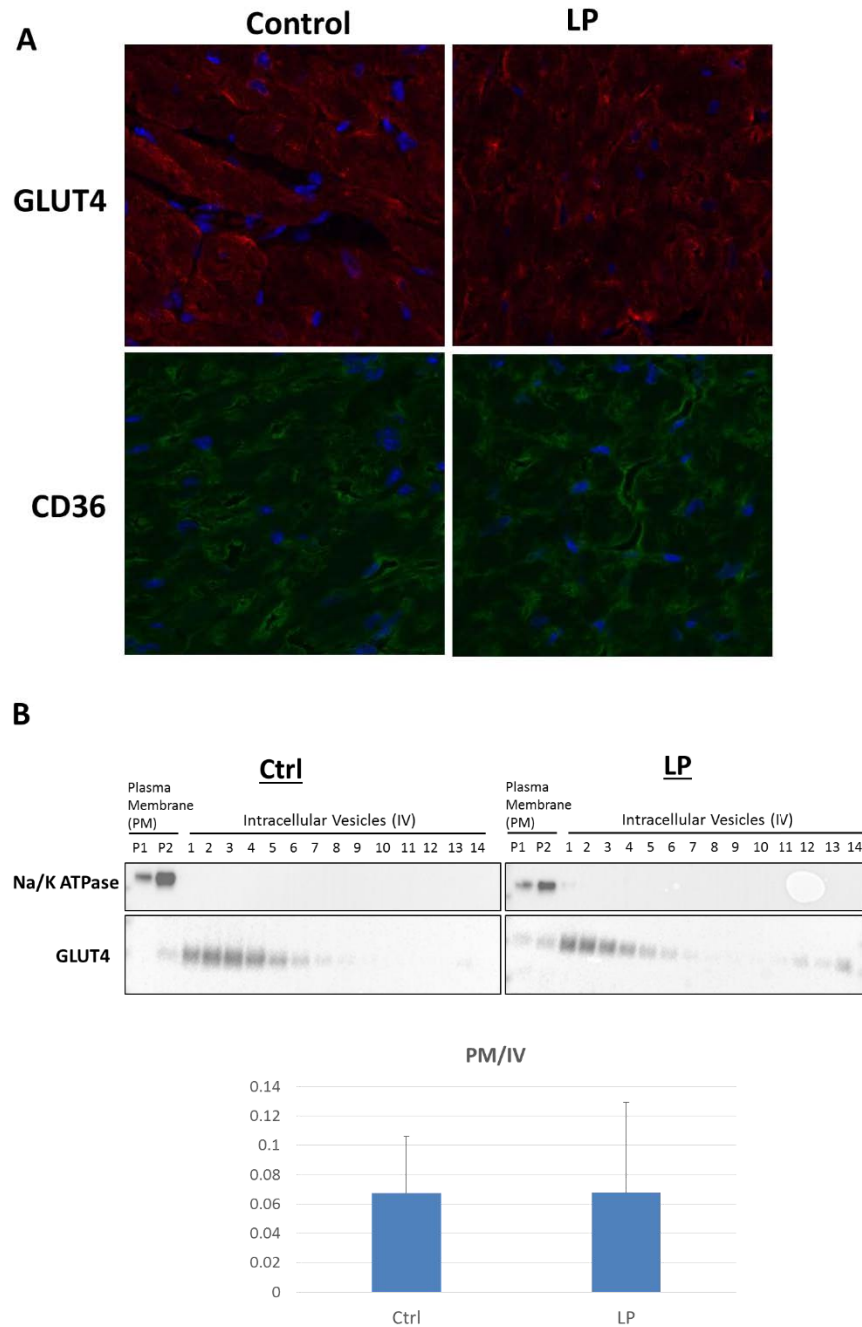 A
Control
LP
GLUT4
CD36
B
Ctrl
Plasma
Membrane
(PM)
Intracellular Vesicles (IV)
P1 P2 1 2 3 4 5 6 7 8 9 10 11 12 13 14
LP
Plasma
Membrane
(PM)
Intracellular Vesicles (IV)
P1 P2 1 2 3 4 5 6 7 8 9 10 11 12 13 14
Na/K ATPase
GLUT4
PM/IV
0.14
0.12
0.1
0.08
0.06
0.04
0.02
0
Ctrl
LP